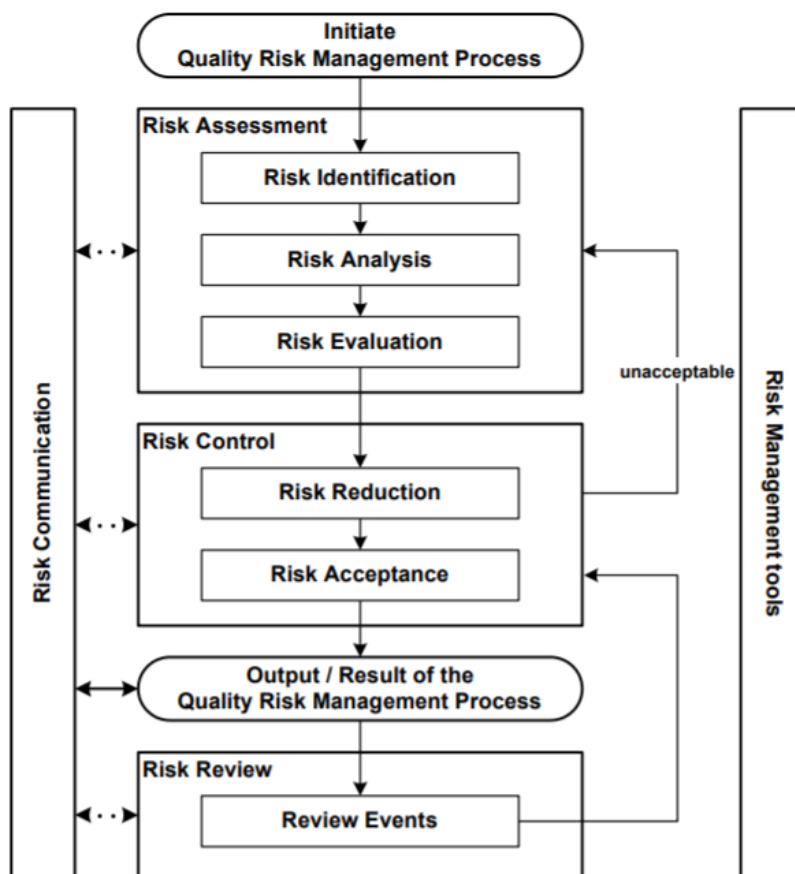 Initiate
Quality Risk Management Process
Risk Assessment
Risk Identification
Risk Analysis
Risk Evaluation
unacceptable
Risk Communication
Risk Management tools
Risk Control
Risk Reduction
Risk Acceptance
Output / Result of the
Quality Risk Management Process
Risk Review
Review Events